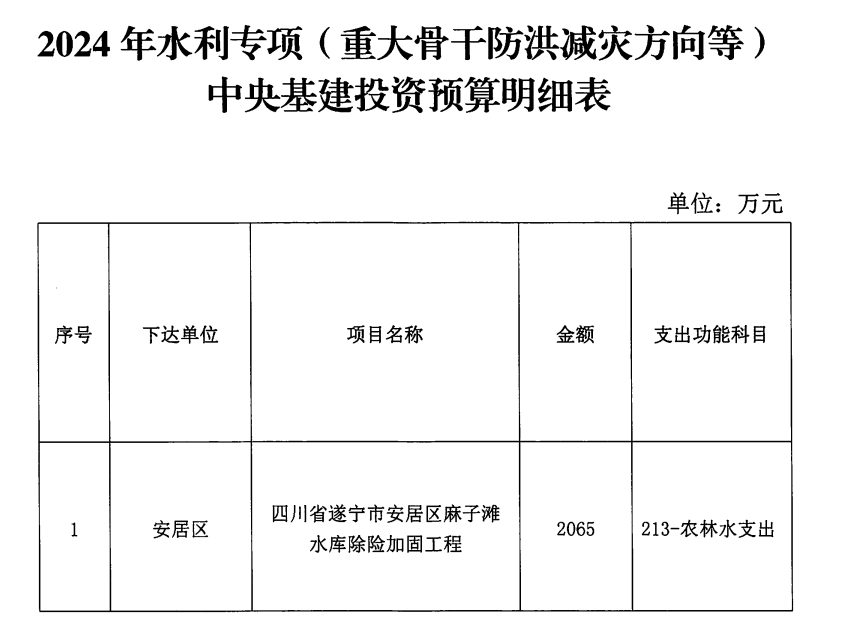 2024 年水利专项（重大骨干防洪减灾方向等）
中央基建投资预算明细表
单位：万元
序号 下达单位 项目名称 金额 支出功能科目
1 安居区 四川省遂宁市安居区麻子滩 2065 213-农林水支出
水库除险加固工程